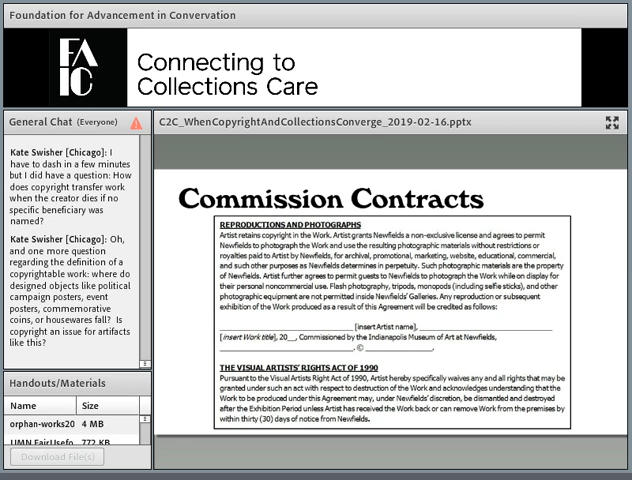 Foundation for Advancement in Convervation
FA
IC
Connecting to
Collections Care
General Chat (Everyone)
Kate Swisher [Chicago]: I
have to dash in a few minutes
but I did have a question: How
does copyright transfer work
when the creator dies if no
specific beneficiary was
named?
Kate Swisher [Chicago]: Oh,
and one more question
regarding the definition of a
copyrightable work: where do
designed objects like political
campaign posters, event
posters, commemorative
coins, or housewares fall? Is
copyright an issue for artifacts
like this?
Handouts/Materials
Name Size
orphan-works20 4 MB
UMN FairUsefo 772 KB
Download File(s)
C2C_WhenCopyrightAndCollectionsConverge_2019-02-16.pptx
Commission Contracts
REPRODUCTIONS AND PHOTOGRAPHS
Artist retains copyright in the Work. Artist grants Newfields a non-exclusive license and agrees to permit
Newfields to photograph the Work and use the resulting photographic materials without restrictions or
royalties paid to Artist by Newfields, for archival, promotional, marketing, website, educational, commercial,
and such other purposes as Newfields determines in perpetuity. Such photographic materials are the property
of Newfields. Artist further agrees to permit guests to Newfields to photograph the Work while on display for
their personal noncommercial use. Flash photography, tripods, monopods (including selfie sticks), and other
photographic equipment are not permitted inside Newfields' Galleries. Any reproduction or subsequent
exhibition of the Work produced as a result of this Agreement will be credited as follows:
[insert Artist name],
[insert Work title], 20__, Commissioned by the Indianapolis Museum of Art at Newfields,
. ©
THE VISUAL ARTISTS' RIGHTS ACT OF 1990
Pursuant to the Visual Artists Right Act of 1990, Artist hereby specifically waives any and all rights that may be
granted under such an act with respect to destruction of the Work and acknowledges understanding that the
Work to be produced under this Agreement may, under Newfields' discretion, be dismantled and destroyed
after the Exhibition Period unless Artist has received the Work back or can remove Work from the premises by
within thirty (30) days of notice from Newfields.